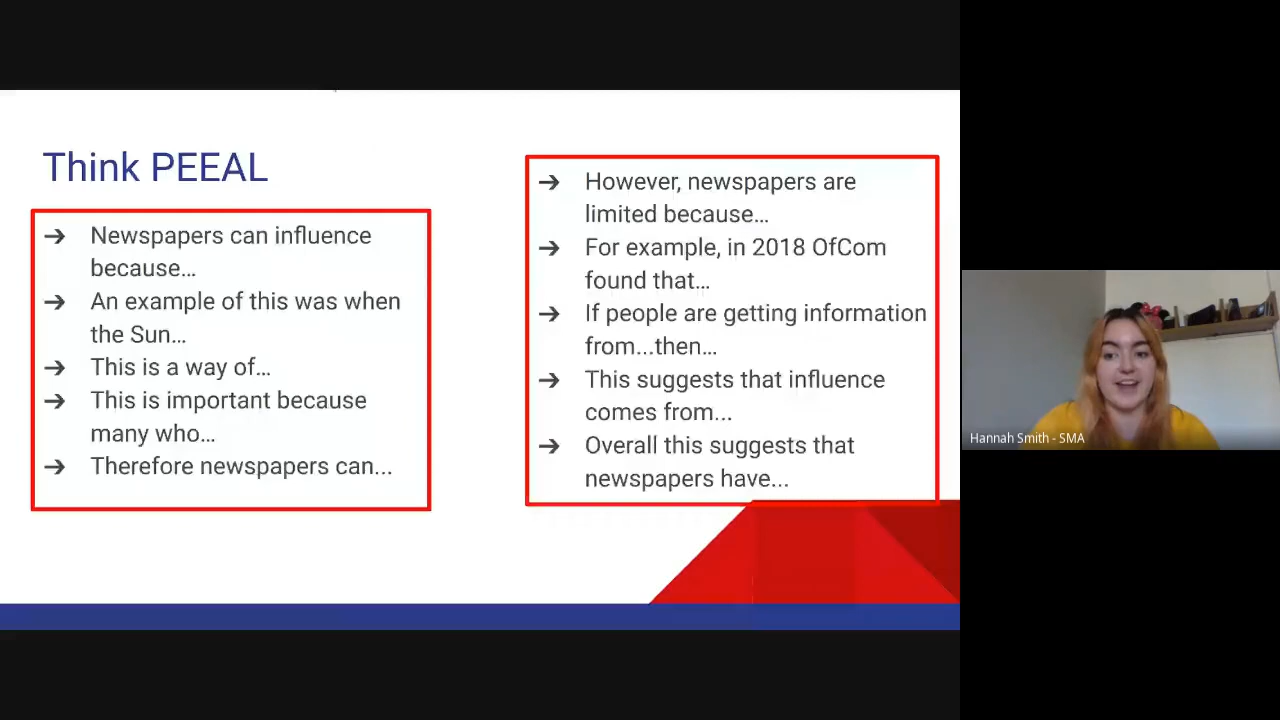 Think PEEAL
➔ Newspapers can influence
because...
➔ An example of this was when
the Sun...
➔ This is a way of...
➔ This is important because
many who...
➔ Therefore newspapers can...
➔ However, newspapers are
limited because...
➔ For example, in 2018 OfCom
found that...
➔ If people are getting information
from...then...
➔ This suggests that influence
comes from...
➔ Overall this suggests that
newspapers have...
Hannah Smith - SMA